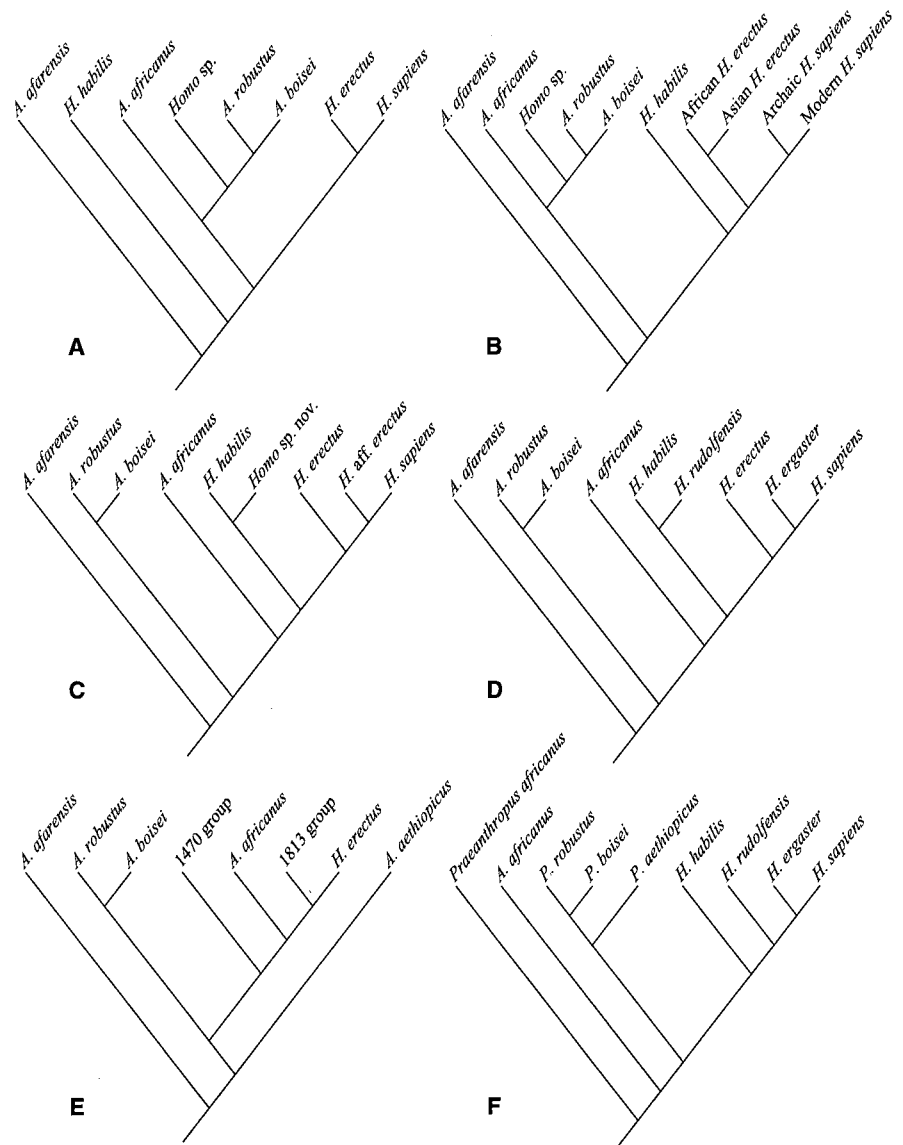 A. afarensis
H. habilis
A. africanus
Homo sp.
A. robustus
A. boisei
H. erectus
H. sapiens
A
A. afarensis
A. africanus
Homo sp.
A. robustus
A. boisei
H. habilis
African H. erectus
Asian H. erectus
Archaic H. sapiens
Modern H. sapiens
B
A. afarensis
A. robustus
A. boisei
A. africanus
H. habilis
Homo sp. nov.
H. erectus
H. aff. erectus
H. sapiens
C
A. afarensis
A. robustus
A. boisei
A. africanus
H. habilis
H. rudolfensis
H. erectus
H. ergaster
H. sapiens
D
A. afarensis
A. robustus
A. boisei
1470 group
A. africanus
1813 group
H. erectus
A. aethiopicus
E
Praeanthropus africanus
A. africanus
P. robustus
P. boisei
P. aethiopicus
H. habilis
H. rudolfensis
H. ergaster
H. sapiens
F